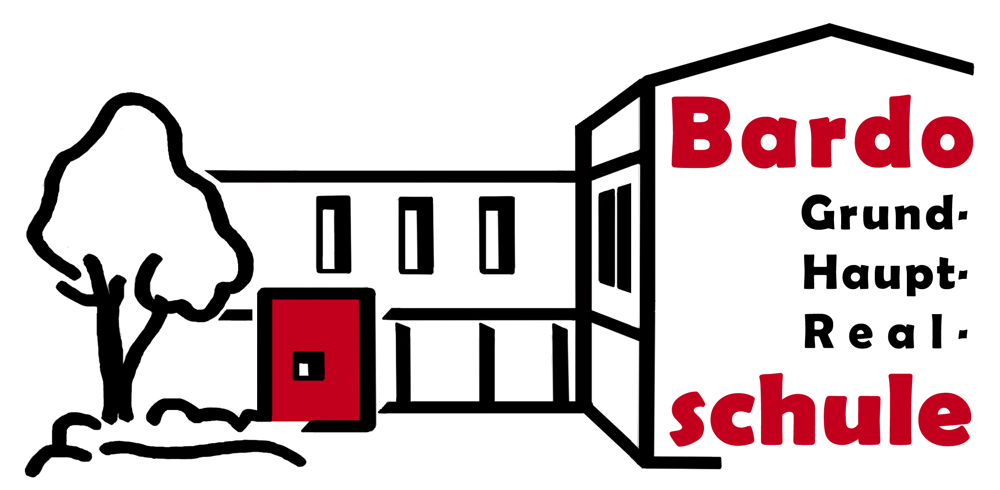 Bardo
Grund-
Haupt-
Real-
schule